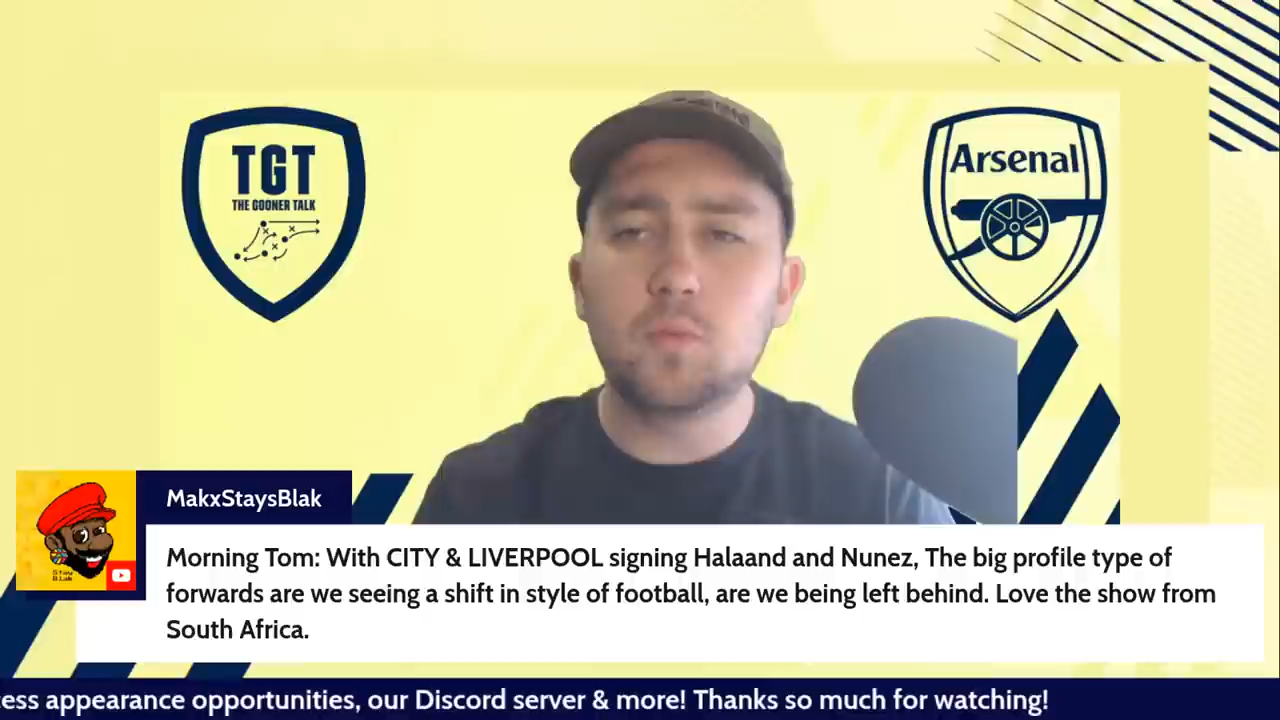 TGT
THE GOONER TALK
Arsenal
MakxStaysBlak
Morning Tom: With CITY & LIVERPOOL signing Halaand and Nunez, The big profile type of
forwards are we seeing a shift in style of football, are we being left behind. Love the show from
South Africa.
cess appearance opportunities, our Discord server & more! Thanks so much for watching!